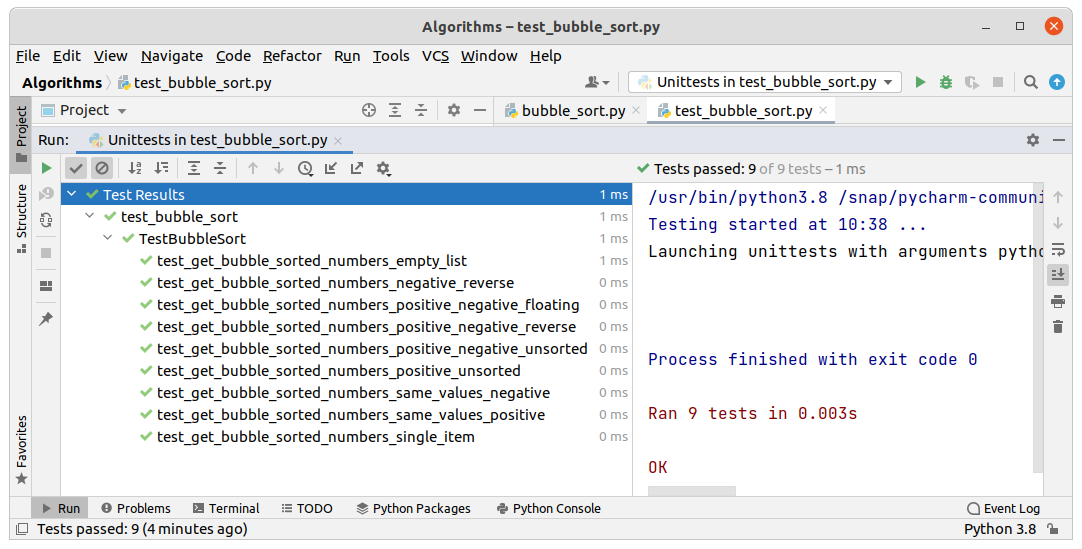 Algorithms – test_bubble_sort.py
File Edit View Navigate Code Refactor Run Tools VCS Window Help
Algorithms test_bubble_sort.py Unittests in test_bubble_sort.py
Project Project bubble_sort.py test_bubble_sort.py
Run: Unittests in test_bubble_sort.py
Tests passed: 9 of 9 tests – 1 ms
Test Results 1 ms
test_bubble_sort 1 ms
TestBubbleSort 1 ms
test_get_bubble_sorted_numbers_empty_list 1 ms
test_get_bubble_sorted_numbers_negative_reverse 0 ms
test_get_bubble_sorted_numbers_positive_negative_floating 0 ms
test_get_bubble_sorted_numbers_positive_negative_reverse 0 ms
test_get_bubble_sorted_numbers_positive_negative_unsorted 0 ms
test_get_bubble_sorted_numbers_positive_unsorted 0 ms
test_get_bubble_sorted_numbers_same_values_negative 0 ms
test_get_bubble_sorted_numbers_same_values_positive 0 ms
test_get_bubble_sorted_numbers_single_item 0 ms
/usr/bin/python3.8 /snap/pycharm-communi
Testing started at 10:38 ...
Launching unittests with arguments pytho
Process finished with exit code 0
Ran 9 tests in 0.003s
OK
Structure
Favorites
Run Problems Terminal TODO Python Packages Python Console Event Log
Tests passed: 9 (4 minutes ago) Python 3.8